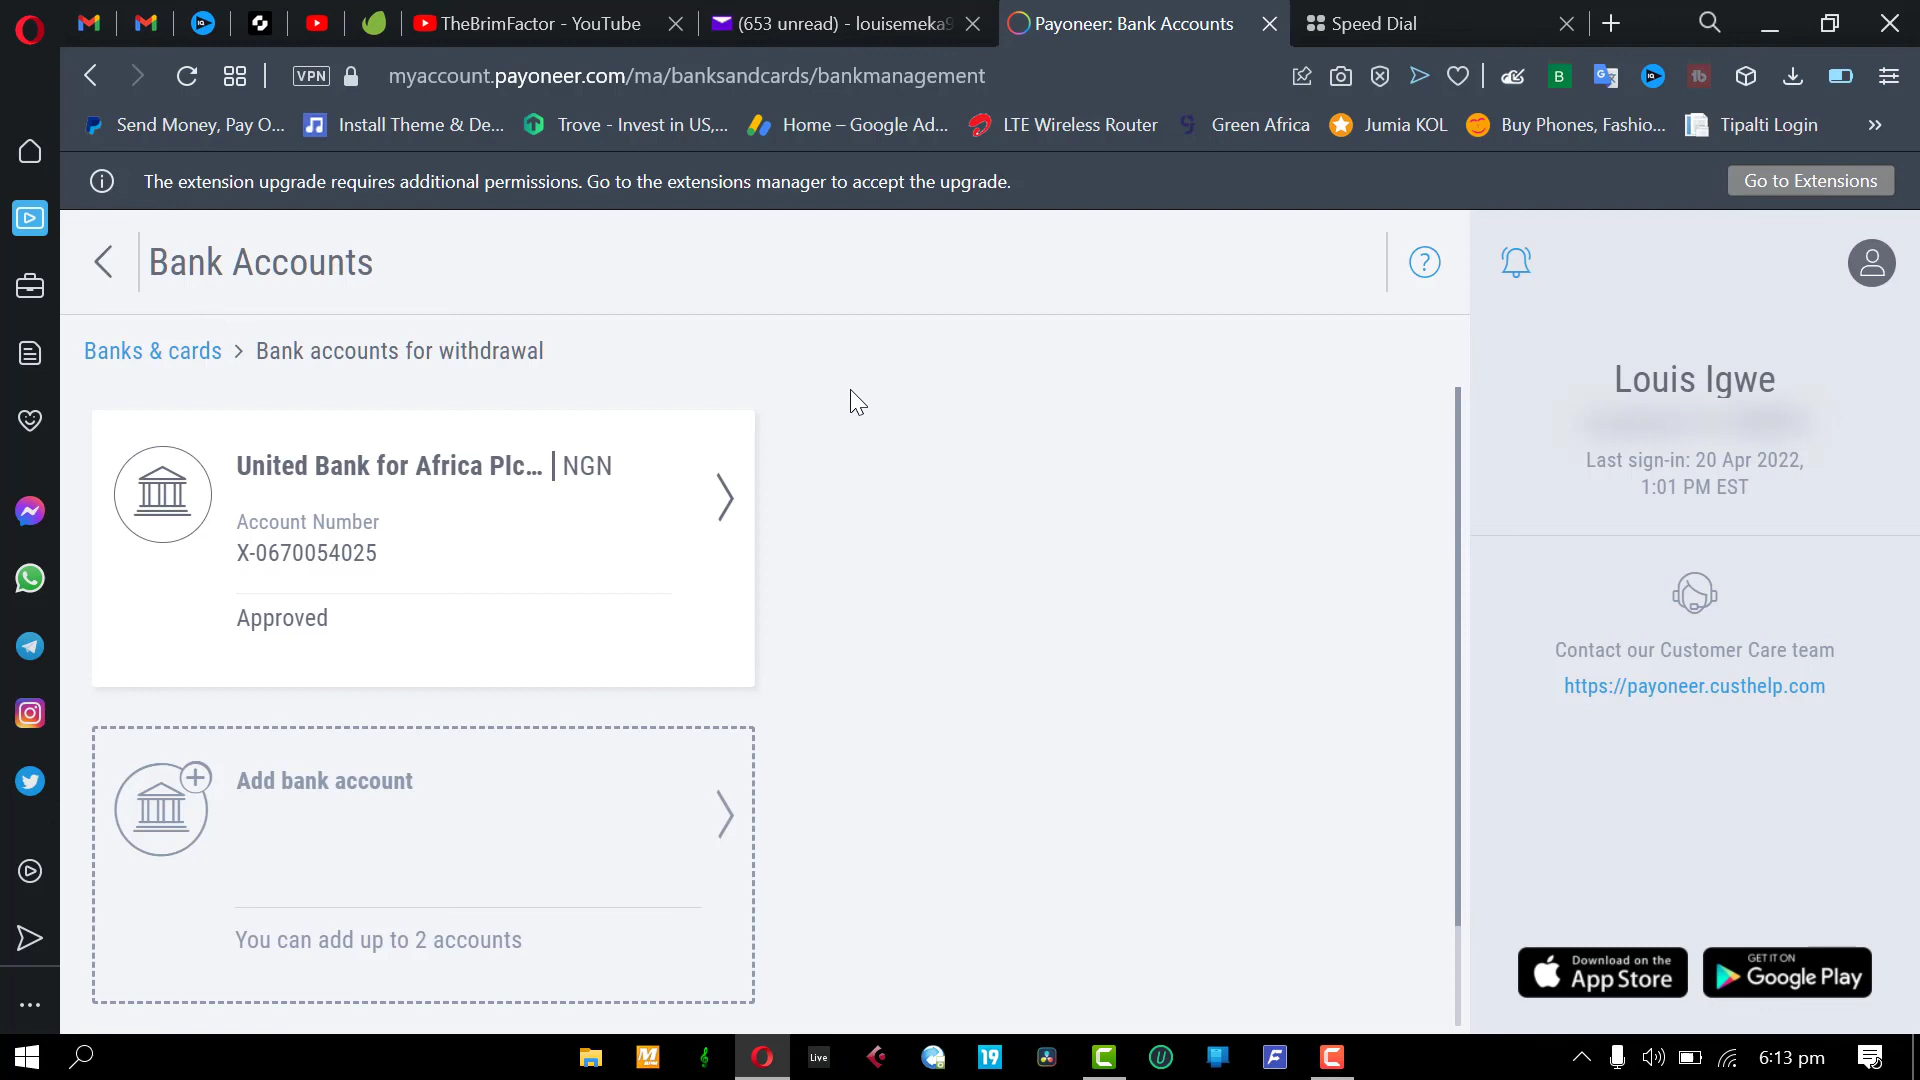 TheBrimFactor - YouTube
(653 unread) - louisemeka9
Payoneer: Bank Accounts
Speed Dial
VPN
myaccount.payoneer.com/ma/banksandcards/bankmanagement
B
Send Money, Pay O...
Install Theme & De...
Trove - Invest in US,...
Home – Google Ad...
LTE Wireless Router
Green Africa
Jumia KOL
Buy Phones, Fashio...
Tipalti Login
The extension upgrade requires additional permissions. Go to the extensions manager to accept the upgrade.
Go to Extensions
Bank Accounts
Banks & cards > Bank accounts for withdrawal
United Bank for Africa Plc... | NGN
Account Number
X-0670054025
Approved
Add bank account
You can add up to 2 accounts
Louis Igwe
Last sign-in: 20 Apr 2022,
1:01 PM EST
Contact our Customer Care team
https://payoneer.custhelp.com
Download on the
App Store
GET IT ON
Google Play
Live
19
6:13 pm